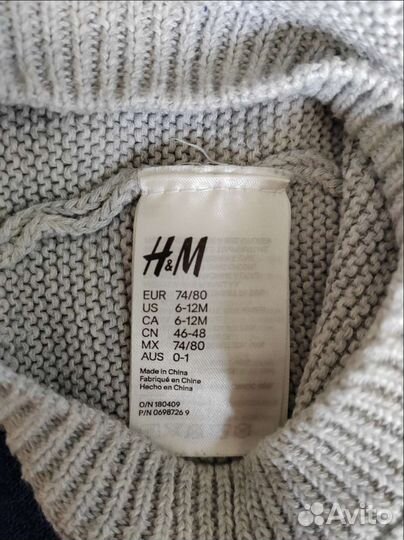 H&M
EUR 74/80
US 6-12M
CA 6-12M
CN 46-48
MX 74/80
AUS 0-1
Made in China
Fabriqué en Chine
Hecho en China
O/N 180409
P/N 0698726 9
Avito